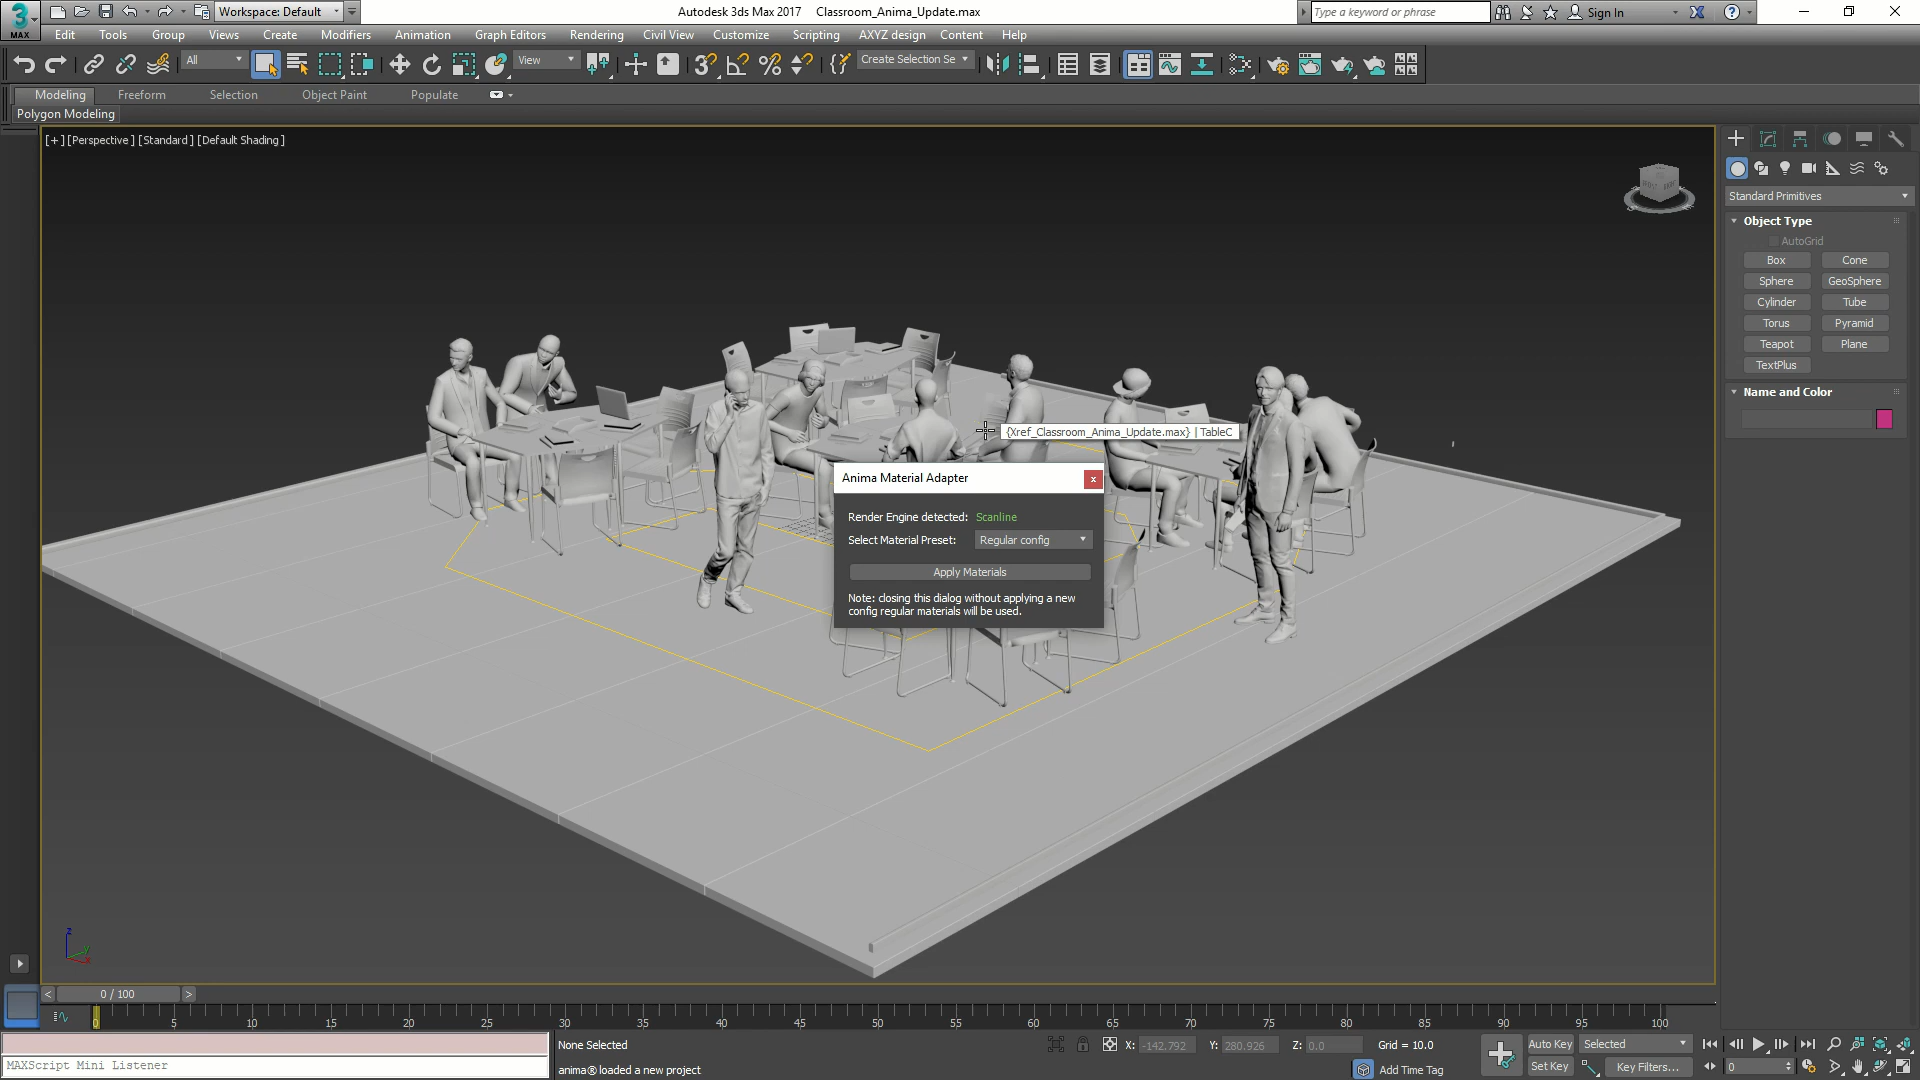 Workspace: Default
Autodesk 3ds Max 2017 Classroom_Anima_Update.max
Type a keyword or phrase
Sign In
MAX
Edit Tools Group Views Create Modifiers Animation Graph Editors Rendering Civil View Customize Scripting AXYZ design Content Help
All
View
Create Selection Se
Modeling Freeform Selection Object Paint Populate
Polygon Modeling
[+] [Perspective] [Standard] [Default Shading]
Standard Primitives
Object Type
AutoGrid
Box Cone
Sphere GeoSphere
Cylinder Tube
Torus Pyramid
Teapot Plane
TextPlus
Name and Color
{Xref_Classroom_Anima_Update.max} | TableC
Anima Material Adapter
x
Render Engine detected: Scanline
Select Material Preset: Regular config
Apply Materials
Note: closing this dialog without applying a new
config regular materials will be used.
z
y
x
< 0 / 100 >
0 5 10 15 20 25 30 35 40 45 50 55 60 65 70 75 80 85 90 95 100
None Selected
X: -142.792 Y: 280.926 Z: 0.0 Grid = 10.0
Auto Key Selected
MAXScript Mini Listener
anima® loaded a new project
Add Time Tag
Set Key Key Filters...
0